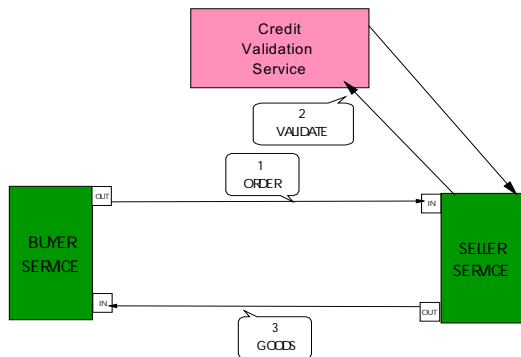 Credit
Validation
Service
2
VALIDATE
1
ORDER
OUT
IN
BUYER
SERVICE
SELLER
SERVICE
IN
OUT
3
GOODS